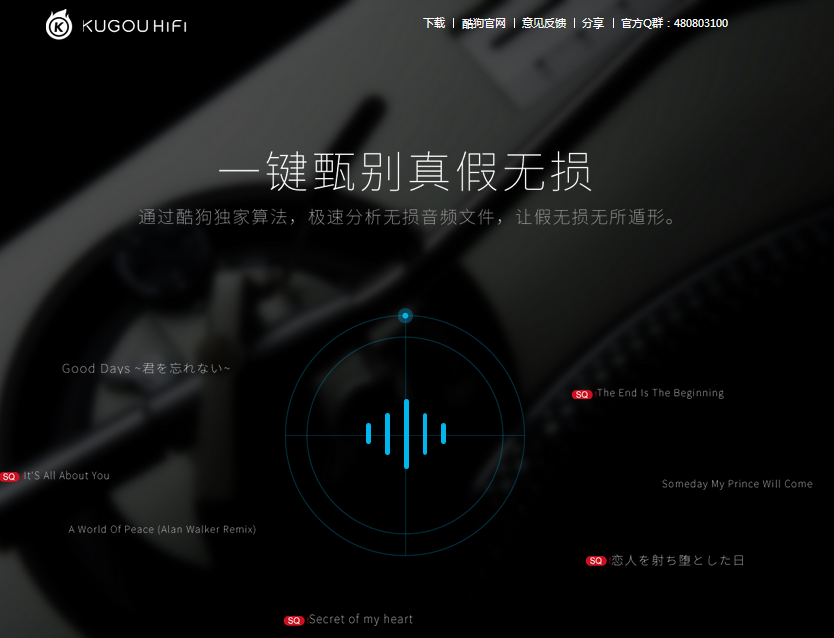 KUGOU HIFI
下载 | 酷狗官网 | 意见反馈 | 分享 | 官方Q群：480803100
一键甄别真假无损
通过酷狗独家算法，极速分析无损音频文件，让假无损无所遁形。
Good Days ~君を忘れない~
SQ The End Is The Beginning
SQ It'S All About You
Someday My Prince Will Come
A World Of Peace (Alan Walker Remix)
SQ 恋人を射ち堕とした日
SQ Secret of my heart